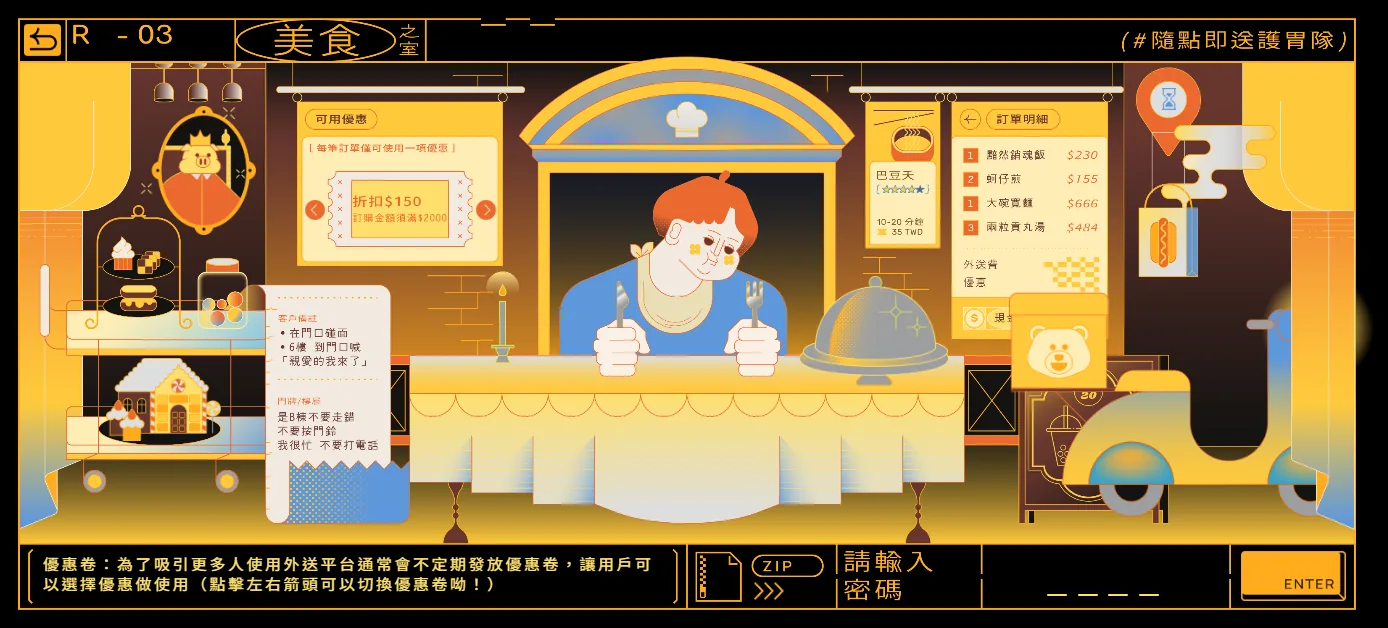 R - 03
美食
之室
(#隨點即送護胃隊)
可用優惠
[ 每筆訂單僅可使用一項優惠 ]
折扣$150
訂購金額須滿$2000
巴豆夭
[☆☆☆☆★]
10-20 分鐘
35 TWD
訂單明細
1 黯然銷魂飯 $230
2 蚵仔煎 $155
1 大碗寬麵 $666
3 兩粒貢丸湯 $484
外送費
優惠
$ 現金
客戶備註
• 在門口碰面
• 6樓 到門口喊
「親愛的我來了」
門牌/樓層
是B棟不要走錯
不要按門鈴
我很忙 不要打電話
20
優惠卷：為了吸引更多人使用外送平台通常會不定期發放優惠卷，讓用戶可
以選擇優惠做使用（點擊左右箭頭可以切換優惠卷呦！）
ZIP
請輸入
密碼
ENTER